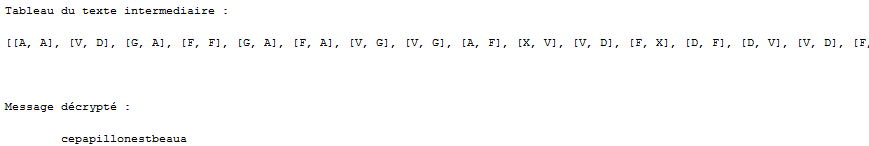 Tableau du texte intermediaire :
[[A, A], [V, D], [G, A], [F, F], [G, A], [F, A], [V, G], [V, G], [A, F], [X, V], [V, D], [F, X], [D, F], [D, V], [V, D], [F,
Message décrypté :
cepapillonestbeaua